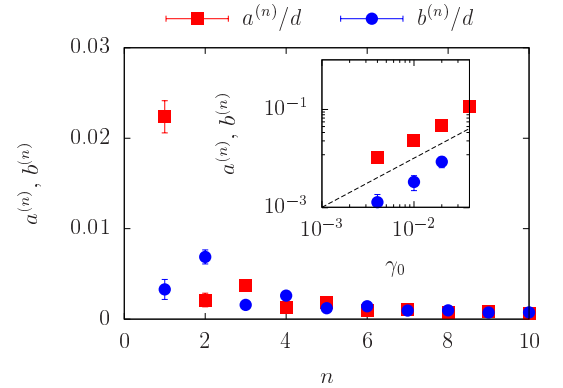 a⁽ⁿ⁾/d b⁽ⁿ⁾/d
0.03
0.02
0.01
0
a⁽ⁿ⁾, b⁽ⁿ⁾
0 2 4 6 8 10
n
10⁻¹
10⁻³
a⁽ⁿ⁾, b⁽ⁿ⁾
10⁻³ 10⁻²
γ₀